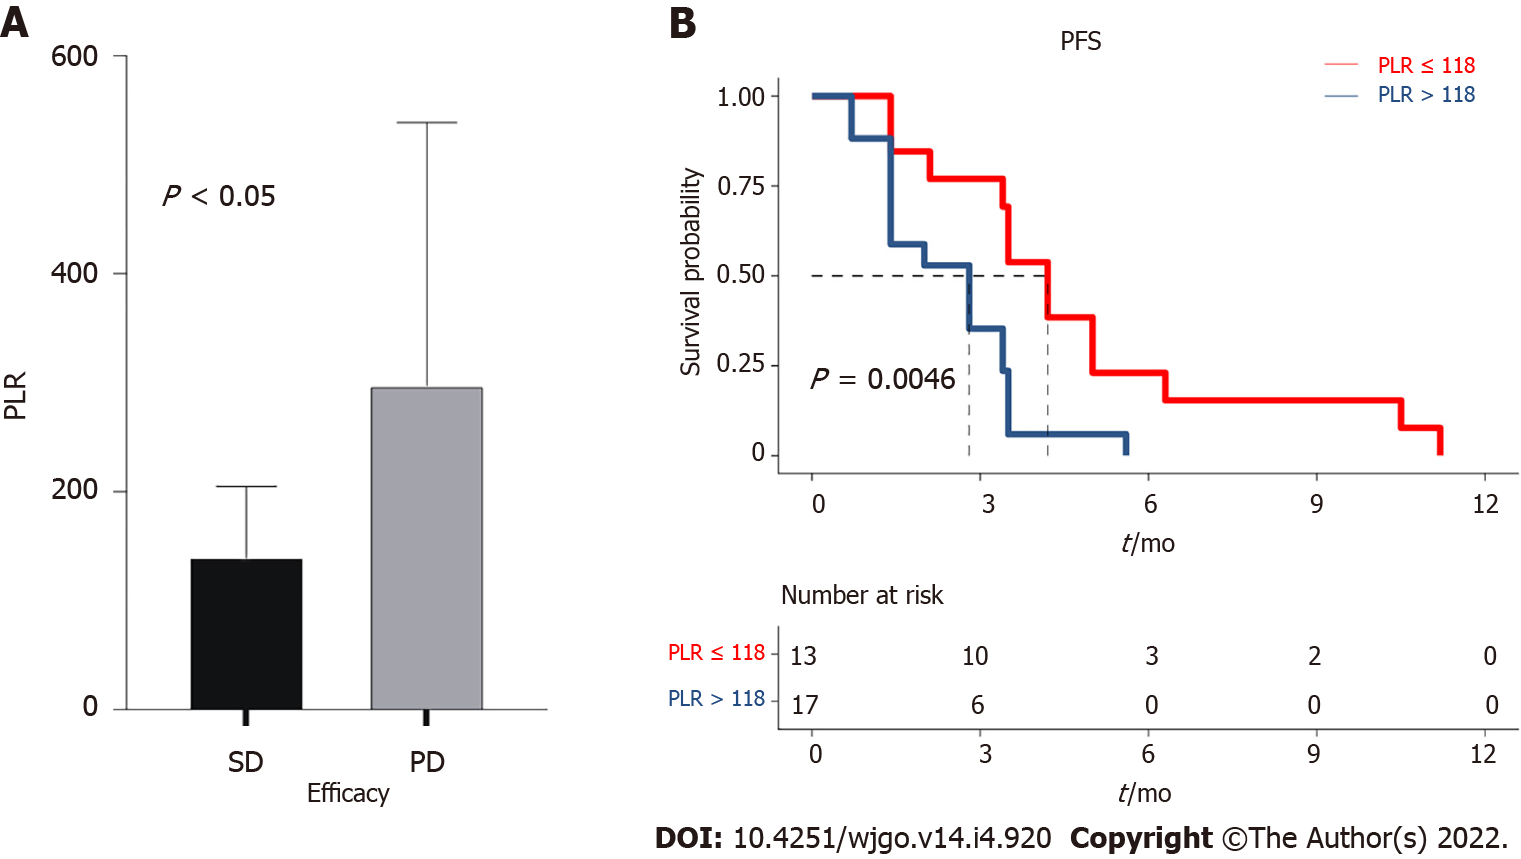 A
600
400
200
0
PLR
P < 0.05
SD
PD
Efficacy
B
PFS
PLR ≤ 118
PLR > 118
1.00
0.75
0.50
0.25
0
Survival probability
P = 0.0046
0 3 6 9 12
t/mo
Number at risk
PLR ≤ 118 13 10 3 2 0
PLR > 118 17 6 0 0 0
0 3 6 9 12
t/mo
DOI: 10.4251/wjgo.v14.i4.920 Copyright ©The Author(s) 2022.